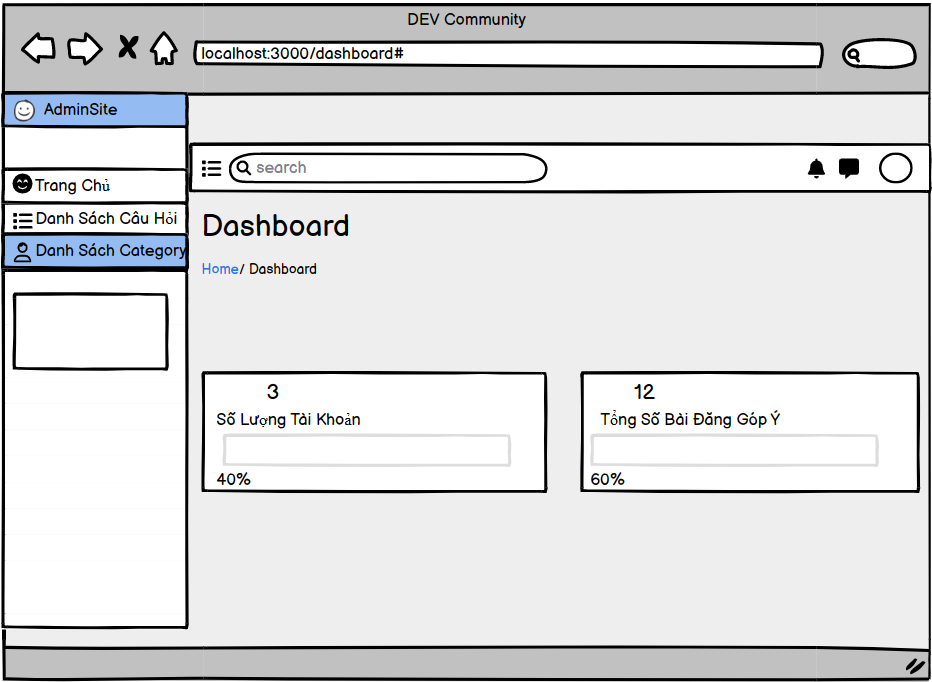 DEV Community
localhost:3000/dashboard#
AdminSite
search
Trang Chủ
Danh Sách Câu Hỏi
Danh Sách Category
Dashboard
Home/ Dashboard
3
Số Lượng Tài Khoản
40%
12
Tổng Số Bài Đăng Góp Ý
60%